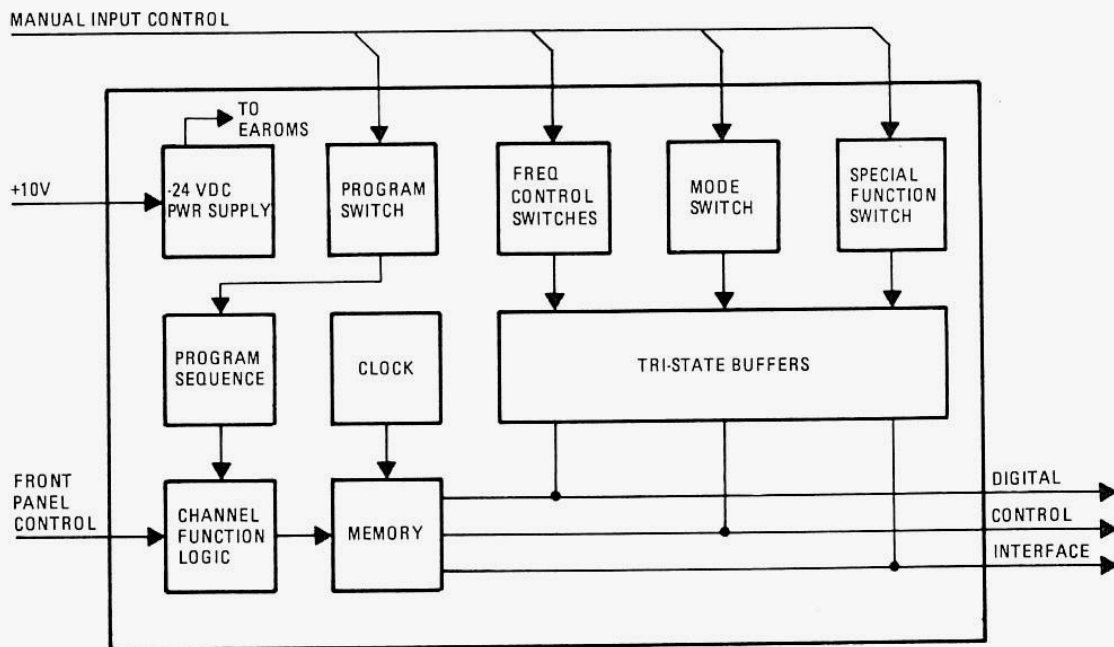 MANUAL INPUT CONTROL
TO
EAROMS
+10V
-24 VDC
PWR SUPPLY
PROGRAM
SWITCH
FREQ
CONTROL
SWITCHES
MODE
SWITCH
SPECIAL
FUNCTION
SWITCH
PROGRAM
SEQUENCE
CLOCK
TRI-STATE BUFFERS
FRONT
PANEL
CONTROL
CHANNEL
FUNCTION
LOGIC
MEMORY
DIGITAL
CONTROL
INTERFACE